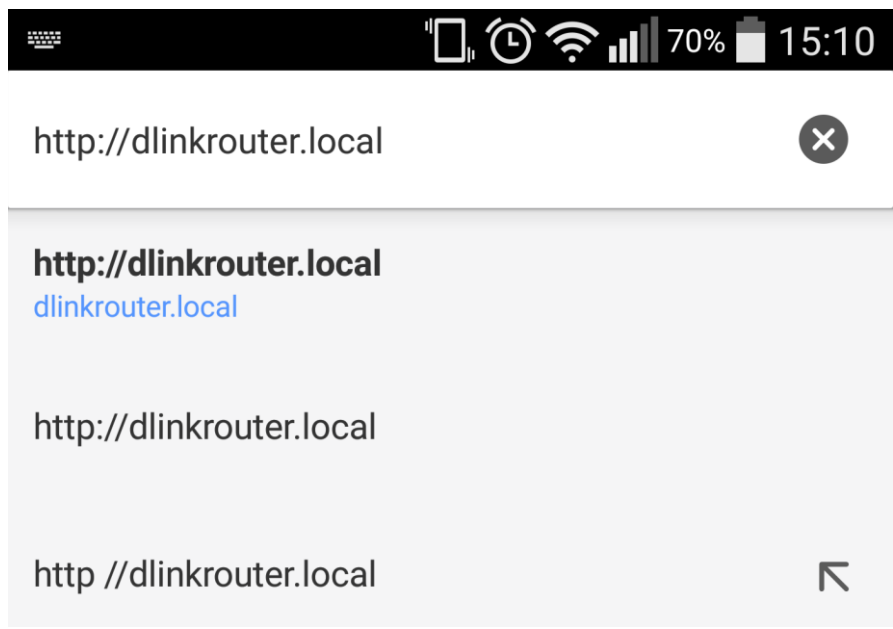 70% 15:10
http://dlinkrouter.local
http://dlinkrouter.local
dlinkrouter.local
http://dlinkrouter.local
http //dlinkrouter.local